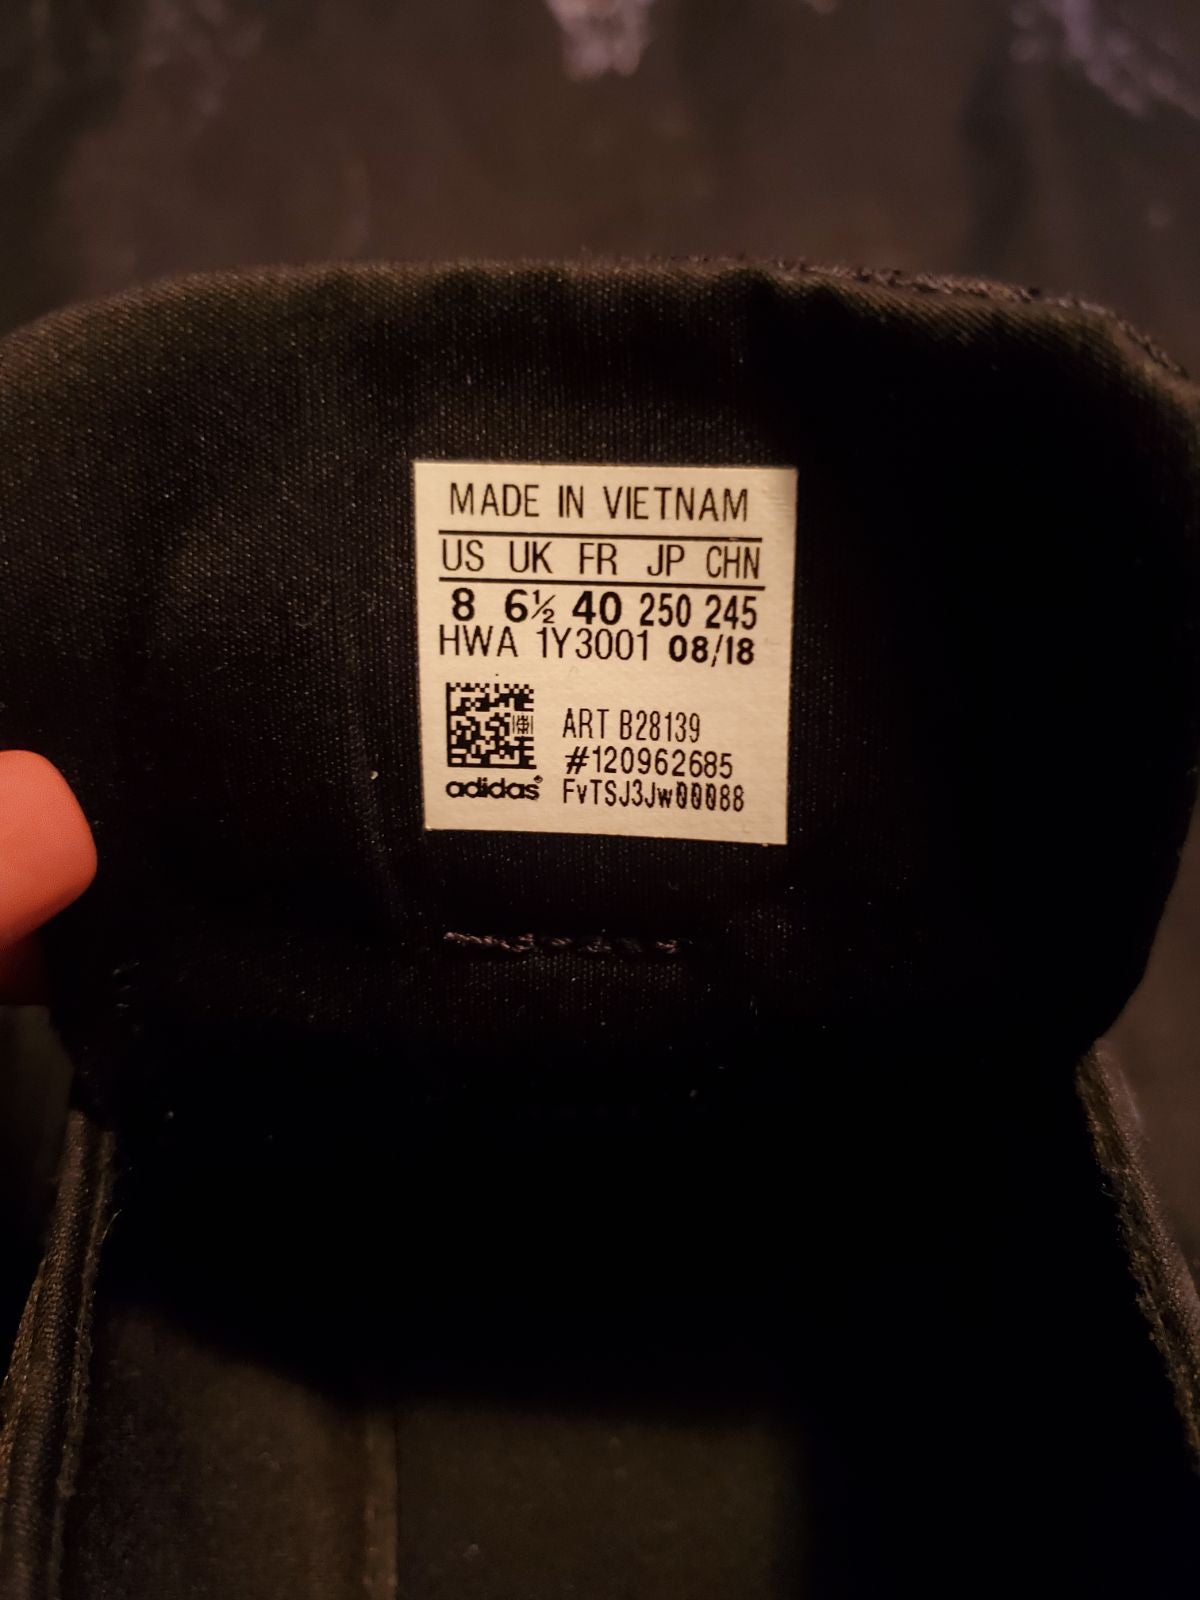 MADE IN VIETNAM
US UK FR JP CHN
8 6½ 40 250 245
HWA 1Y3001 08/18
ART B28139
#120962685
adidas® FvTSJ3Jw00088